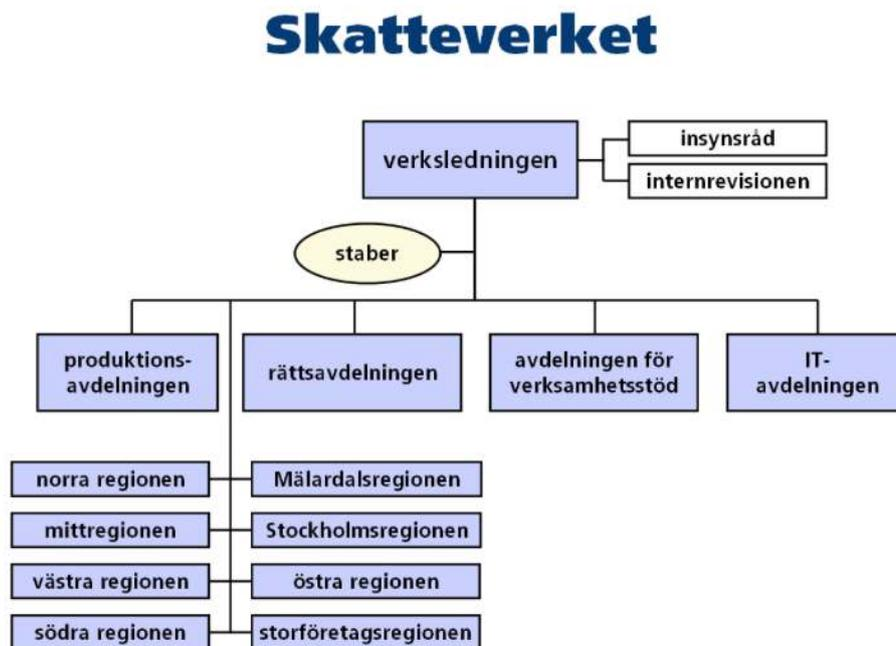 Skatteverket
verksledningen
insynsråd
internrevisionen
staber
produktions-
avdelningen
rättsavdelningen
avdelningen för
verksamhetsstöd
IT-
avdelningen
norra regionen
Mälardalsregionen
mittregionen
Stockholmsregionen
västra regionen
östra regionen
södra regionen
storföretagsregionen